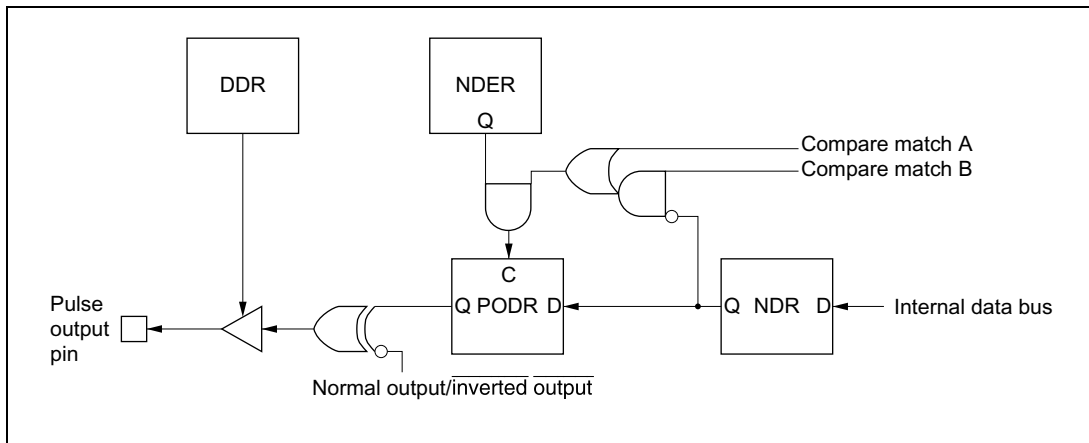 DDR
NDER
Q
Compare match A
Compare match B
C
Q PODR D
Q NDR D
Internal data bus
Pulse
output
pin
Normal output/inverted output